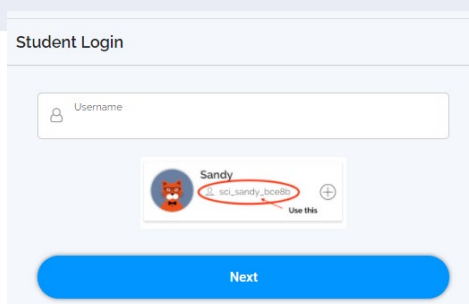 Student Login
Username
Sandy
sci_sandy_bce8b
Use this
Next